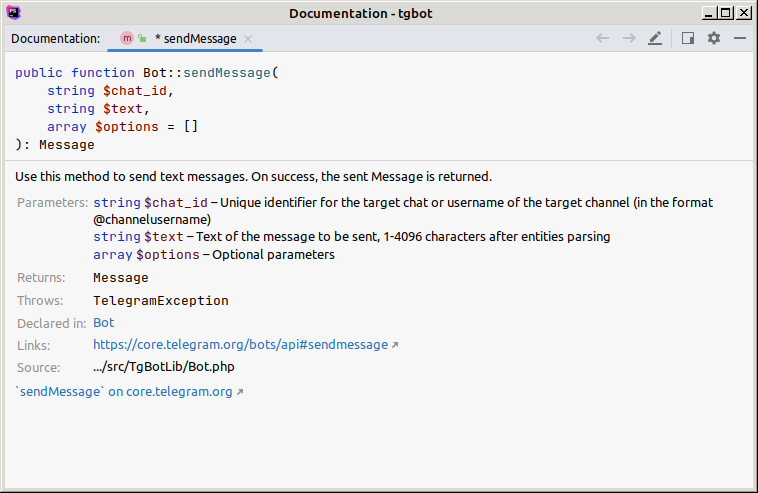 Documentation - tgbot
Documentation:
m * sendMessage
public function Bot::sendMessage(
string $chat_id,
string $text,
array $options = []
): Message
Use this method to send text messages. On success, the sent Message is returned.
Parameters: string $chat_id – Unique identifier for the target chat or username of the target channel (in the format
@channelusername)
string $text – Text of the message to be sent, 1-4096 characters after entities parsing
array $options – Optional parameters
Returns: Message
Throws: TelegramException
Declared in: Bot
Links: https://core.telegram.org/bots/api#sendmessage
Source: .../src/TgBotLib/Bot.php
`sendMessage` on core.telegram.org